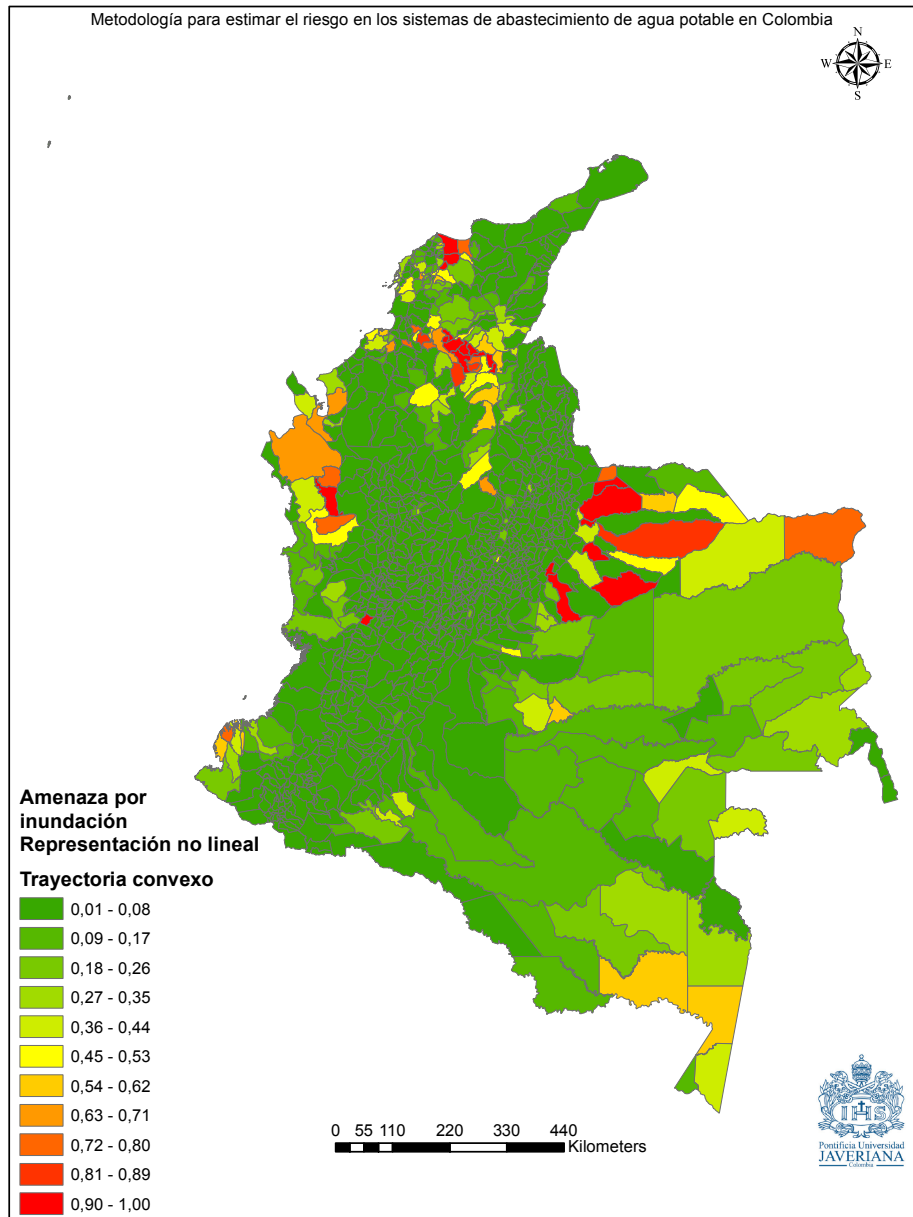 Metodología para estimar el riesgo en los sistemas de abastecimiento de agua potable en Colombia
N
W
E
S
Amenaza por
inundación
Representación no lineal
Trayectoria convexo
0,01 - 0,08
0,09 - 0,17
0,18 - 0,26
0,27 - 0,35
0,36 - 0,44
0,45 - 0,53
0,54 - 0,62
0,63 - 0,71
0,72 - 0,80
0,81 - 0,89
0,90 - 1,00
0 55 110 220 330 440
Kilometers
IHS
Pontificia Universidad
JAVERIANA
Colombia